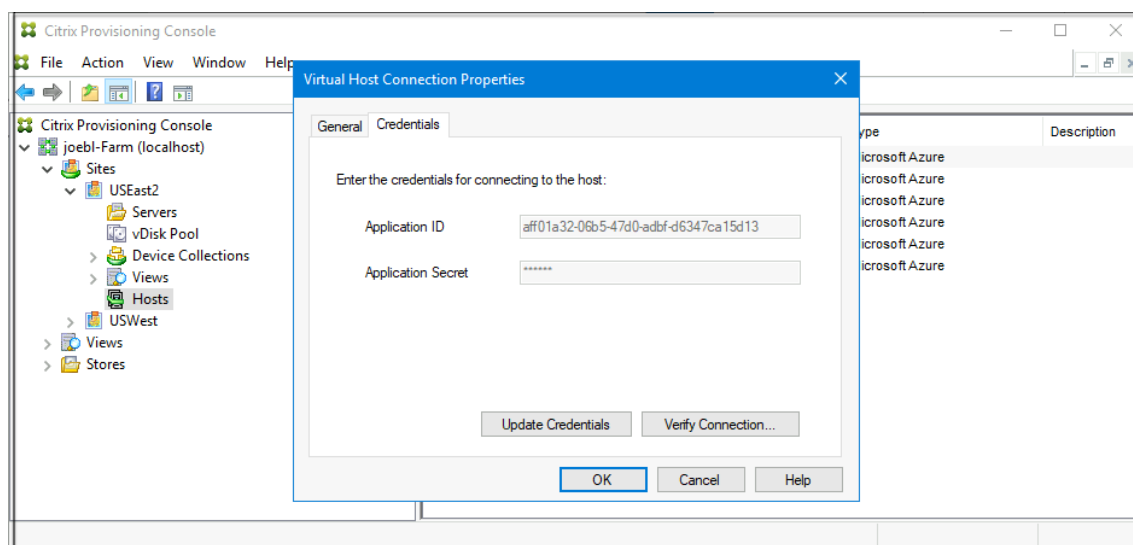 Citrix Provisioning Console
File Action View Window Help
Virtual Host Connection Properties
Citrix Provisioning Console
joebl-Farm (localhost)
Sites
USEast2
Servers
vDisk Pool
Device Collections
Views
Hosts
USWest
Views
Stores
General Credentials
Enter the credentials for connecting to the host:
Application ID aff01a32-06b5-47d0-adbf-d6347ca15d13
Application Secret ******
Update Credentials Verify Connection...
OK Cancel Help
ype Description
icrosoft Azure
icrosoft Azure
icrosoft Azure
icrosoft Azure
icrosoft Azure
icrosoft Azure